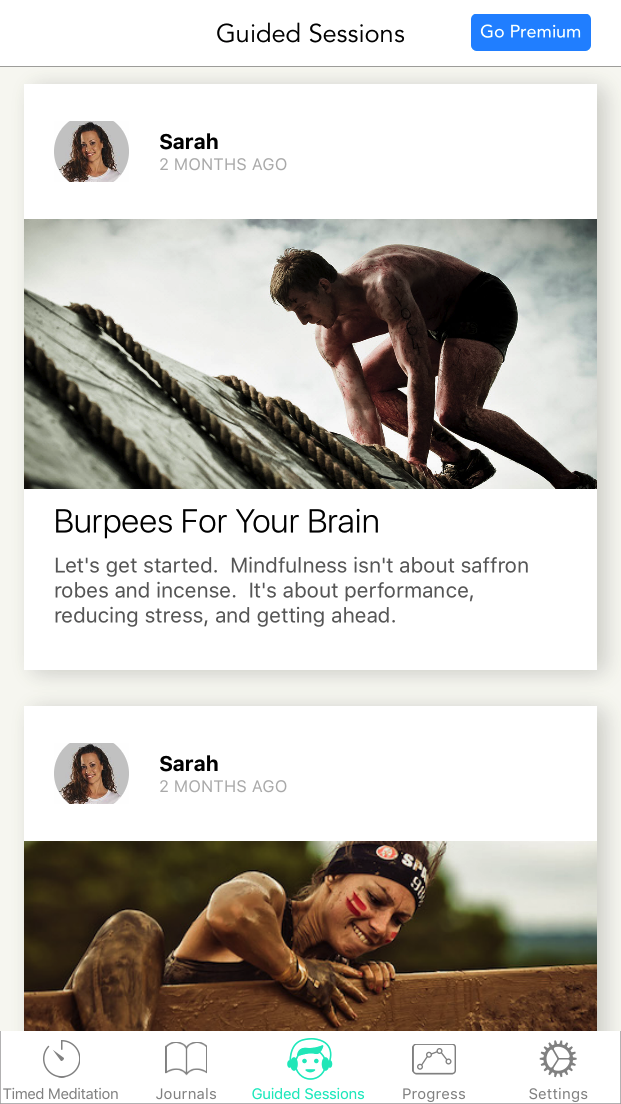 Guided Sessions
Go Premium
Sarah
2 MONTHS AGO
Burpees For Your Brain
Let's get started.  Mindfulness isn't about saffron
robes and incense.  It's about performance,
reducing stress, and getting ahead.
Sarah
2 MONTHS AGO
Timed Meditation
Journals
Guided Sessions
Progress
Settings